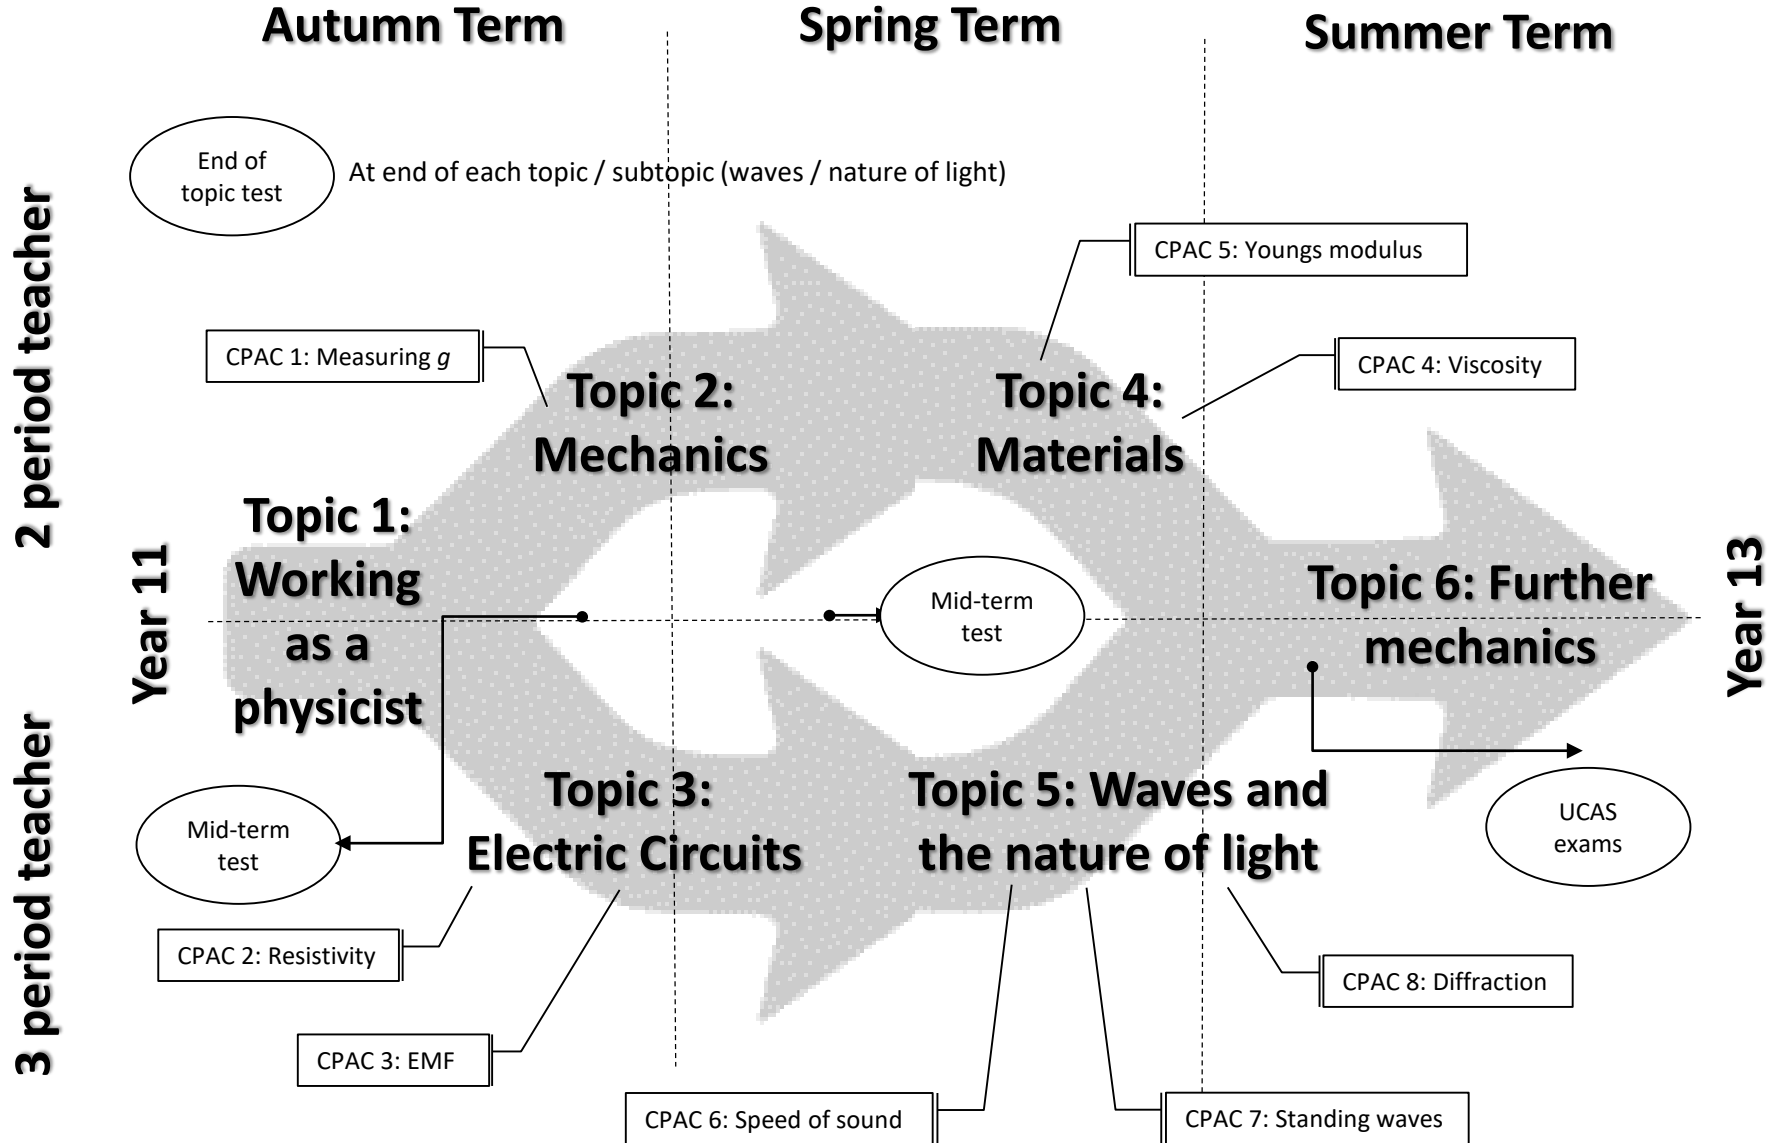 Autumn Term
Spring Term
Summer Term
End of
topic test
At end of each topic / subtopic (waves / nature of light)
2 period teacher
CPAC 5: Youngs modulus
CPAC 1: Measuring g
CPAC 4: Viscosity
Topic 2:
Mechanics
Topic 4:
Materials
Year 11
Topic 1:
Working
as a
physicist
Mid-term
test
Topic 6: Further
mechanics
Year 13
3 period teacher
Mid-term
test
Topic 3:
Electric Circuits
Topic 5: Waves and
the nature of light
UCAS
exams
CPAC 2: Resistivity
CPAC 8: Diffraction
CPAC 3: EMF
CPAC 6: Speed of sound
CPAC 7: Standing waves